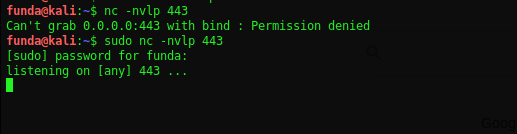 funda@kali:~$ nc -nvlp 443
Can't grab 0.0.0.0:443 with bind : Permission denied
funda@kali:~$ sudo nc -nvlp 443
[sudo] password for funda:
listening on [any] 443 ...